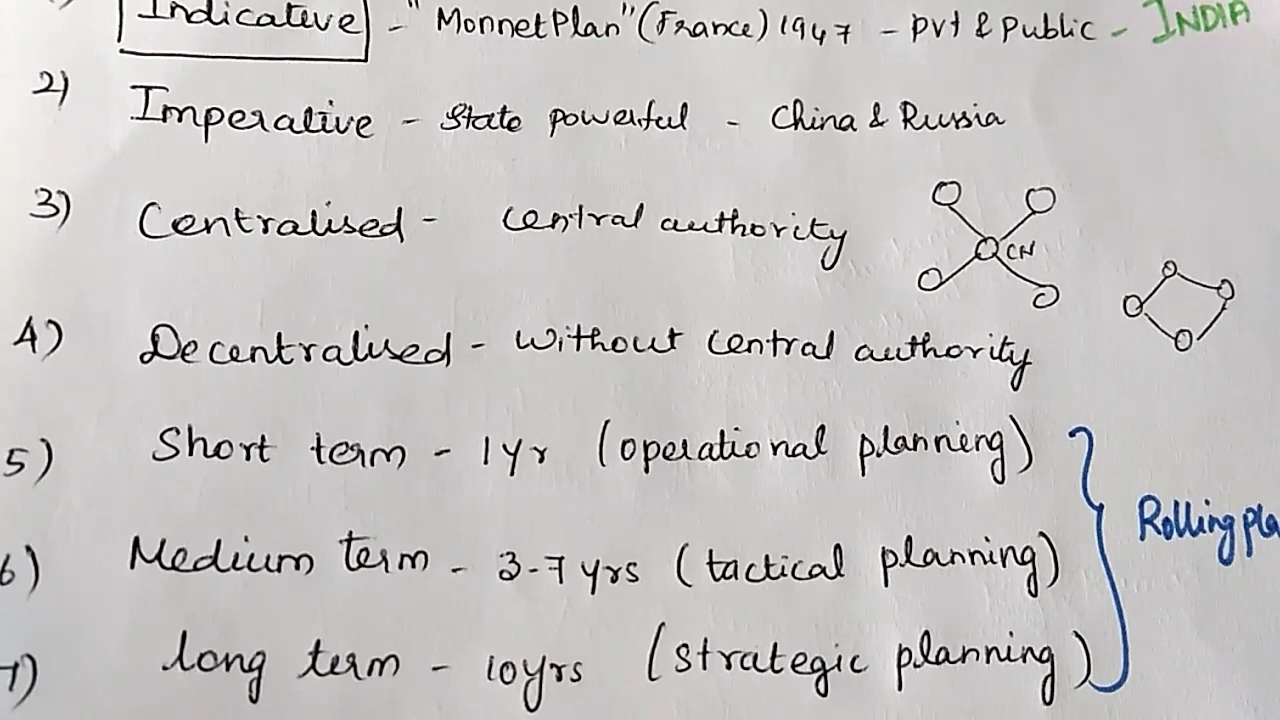 Indicative - "Monnet Plan" (France) 1947 - pvt & Public - INDIA
2) Imperative - State powerful - China & Russia
3) Centralised - central authority
CN
4) Decentralised - without central authority
5) Short term - 1yr (operational planning)
6) Medium term - 3-7 yrs (tactical planning)
Rolling pla
7) long term - 10yrs (strategic planning)